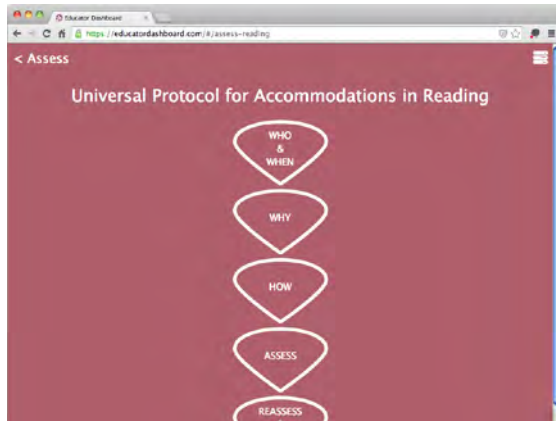 Educator Dashboard
https://educatordashboard.com/#/assess-reading
< Assess
Universal Protocol for Accommodations in Reading
WHO
&
WHEN
WHY
HOW
ASSESS
REASSESS